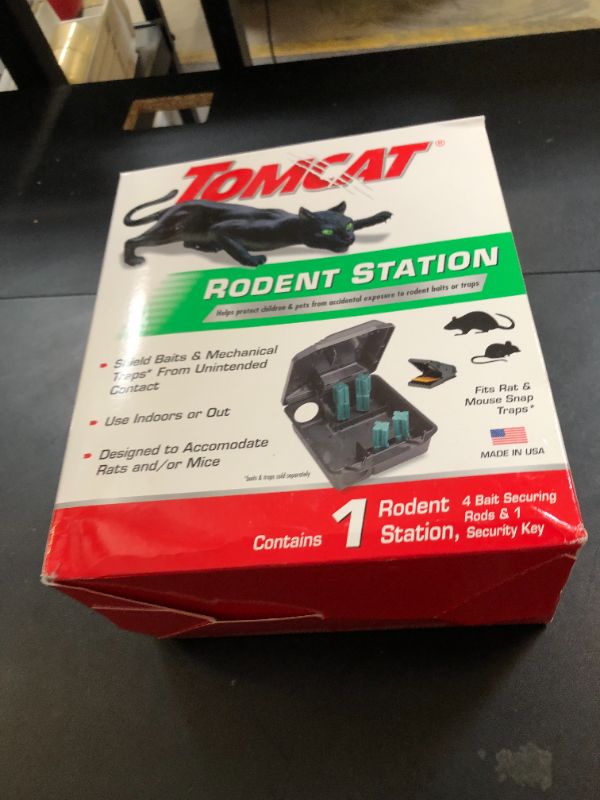 TOMCAT®
RODENT STATION
Helps protect children & pets from accidental exposure to rodent baits or traps
• Shield Baits & Mechanical
Traps* From Unintended
Contact
• Use Indoors or Out
• Designed to Accomodate
Rats and/or Mice
*baits & traps sold separately
Fits Rat &
Mouse Snap
Traps*
MADE IN USA
Contains 1 Rodent Station, 4 Bait Securing
Rods & 1
Security Key